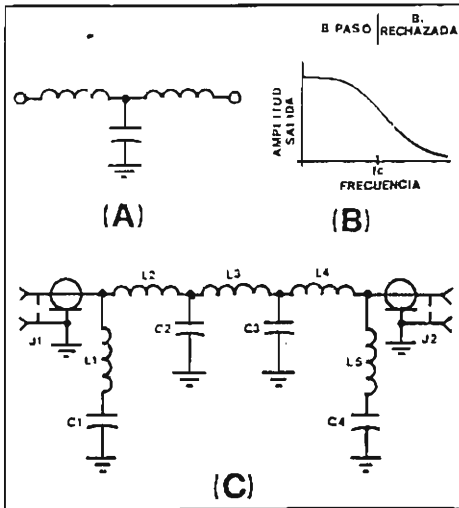 B PASO
B.
RECHAZADA
AMPLITUD
SALIDA
fc
FRECUENCIA
(A)
(B)
L2
L3
L4
J1
C2
C3
J2
L1
L5
C1
C4
(C)